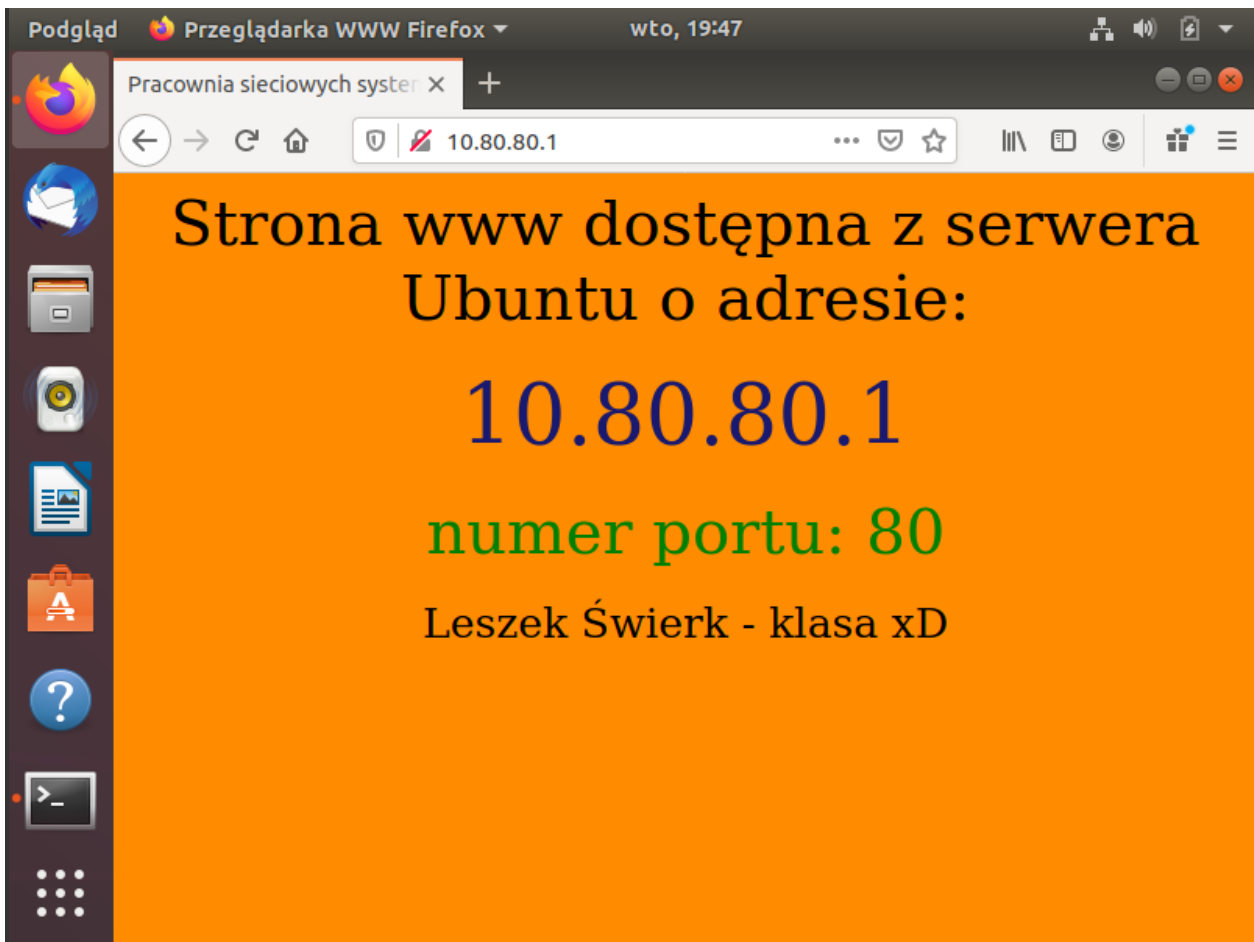 Podgląd Przeglądarka WWW Firefox wto, 19:47
Pracownia sieciowych syste
10.80.80.1
Strona www dostępna z serwera
Ubuntu o adresie:
10.80.80.1
numer portu: 80
Leszek Świerk - klasa xD